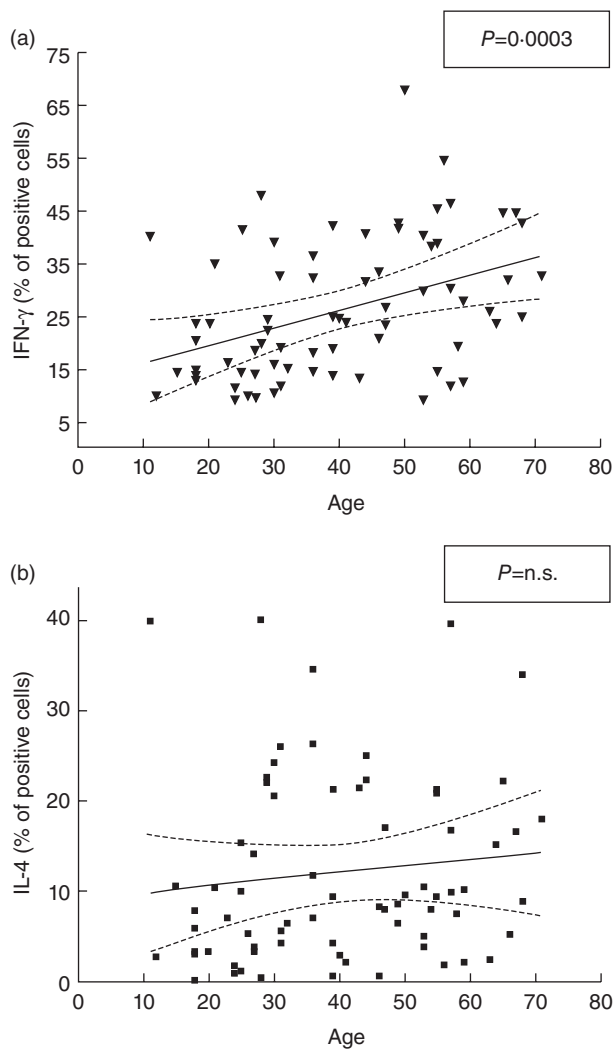 (a)
P=0·0003
75
65
55
45
35
25
15
5
IFN-γ (% of positive cells)
0 10 20 30 40 50 60 70 80
Age
(b)
P=n.s.
40
30
20
10
0
IL-4 (% of positive cells)
0 10 20 30 40 50 60 70 80
Age